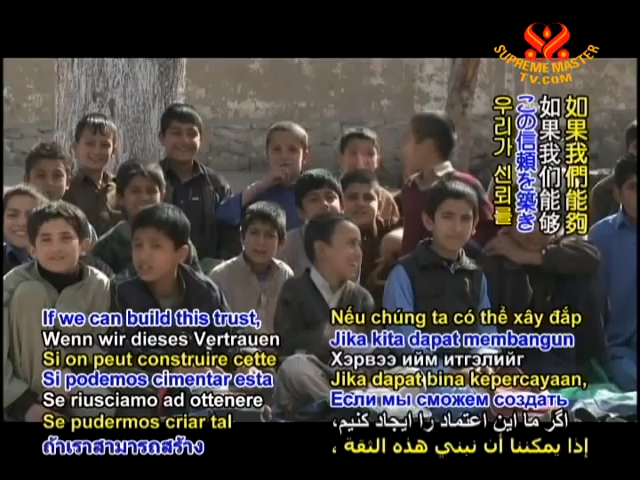 SUPREME MASTER
TV.COM
如果我們能夠
如果我们能够
この信頼を築き
우리가 신뢰를
If we can build this trust,
Wenn wir dieses Vertrauen
Si on peut construire cette
Si podemos cimentar esta
Se riusciamo ad ottenere
Se pudermos criar tal
ถ้าเราสามารถสร้าง
Nếu chúng ta có thể xây đắp
Jika kita dapat membangun
Хэрвээ ийм итгэлийг
Jika dapat bina kepercayaan,
Если мы сможем создать
اگر ما این اعتماد را ایجاد کنیم،
إذا يمكننا أن نبني هذه الثقة ،